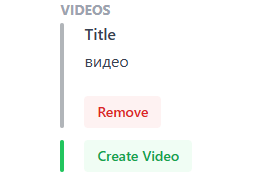 VIDEOS
Title
видео
Remove
Create Video